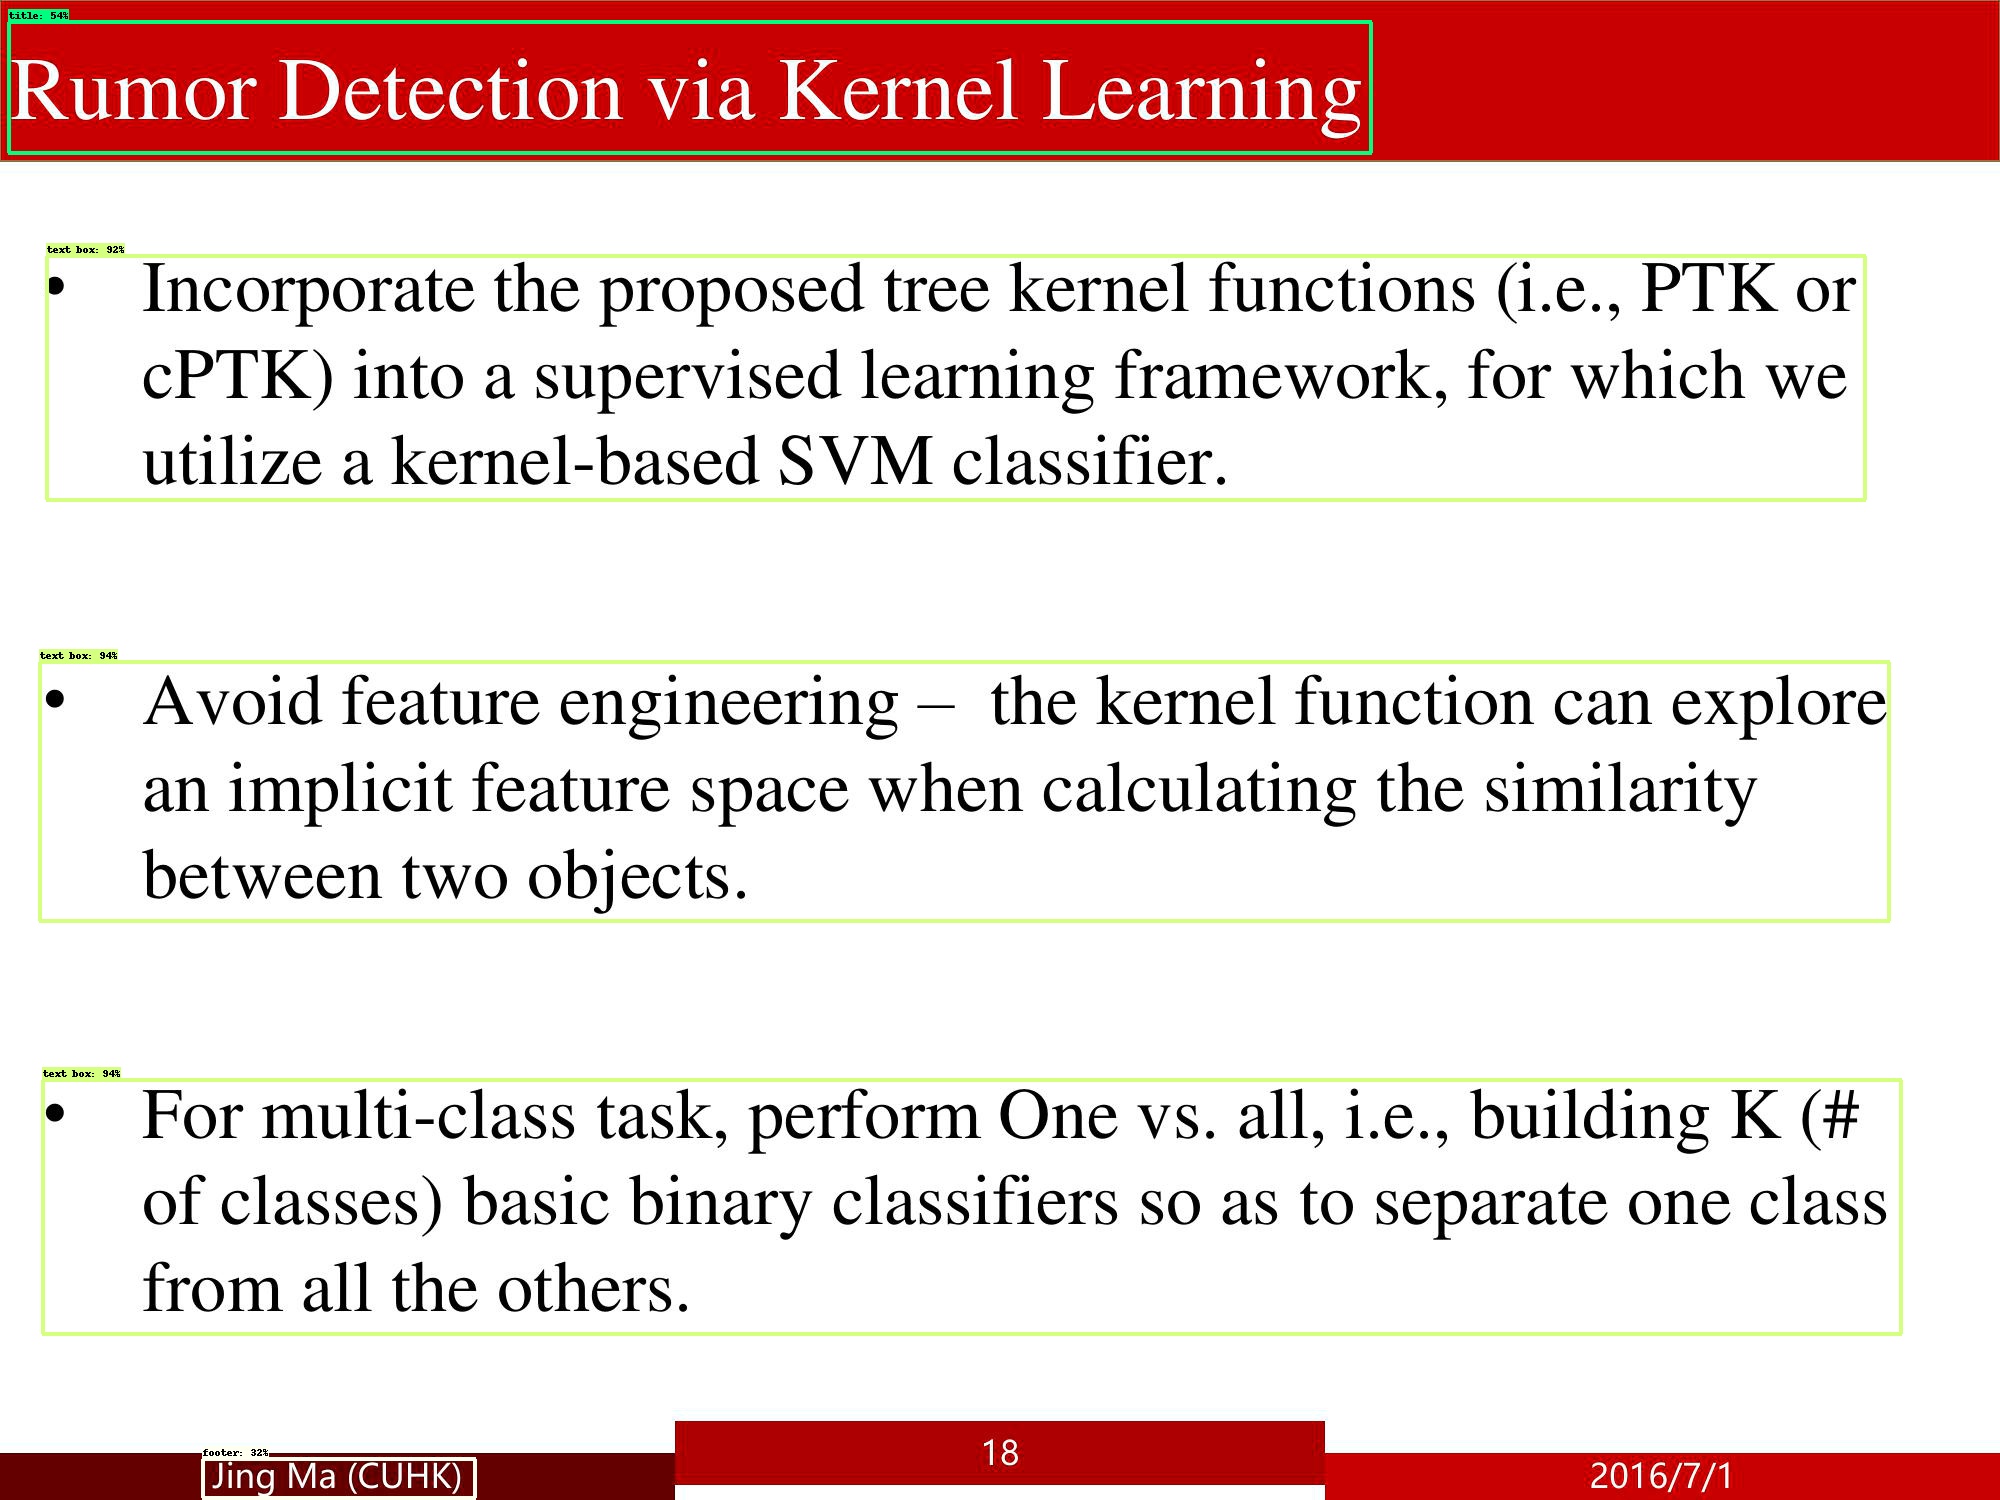 title: 54%
Rumor Detection via Kernel Learning
text box: 92%
• Incorporate the proposed tree kernel functions (i.e., PTK or
cPTK) into a supervised learning framework, for which we
utilize a kernel-based SVM classifier.
text box: 94%
• Avoid feature engineering –  the kernel function can explore
an implicit feature space when calculating the similarity
between two objects.
text box: 94%
• For multi-class task, perform One vs. all, i.e., building K (#
of classes) basic binary classifiers so as to separate one class
from all the others.
footer: 32%
Jing Ma (CUHK)
18
2016/7/1